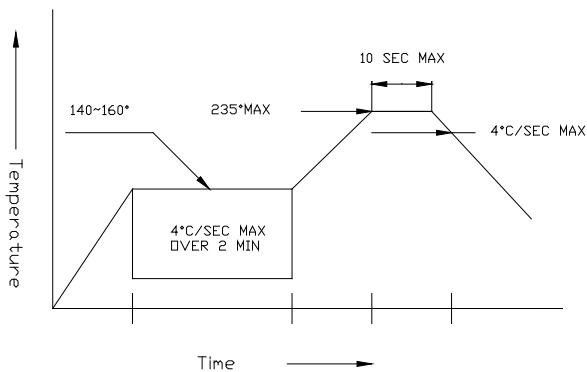 10 SEC MAX
140~160°
235°MAX
4°C/SEC MAX
4°C/SEC MAX
OVER 2 MIN
Temperature
Time